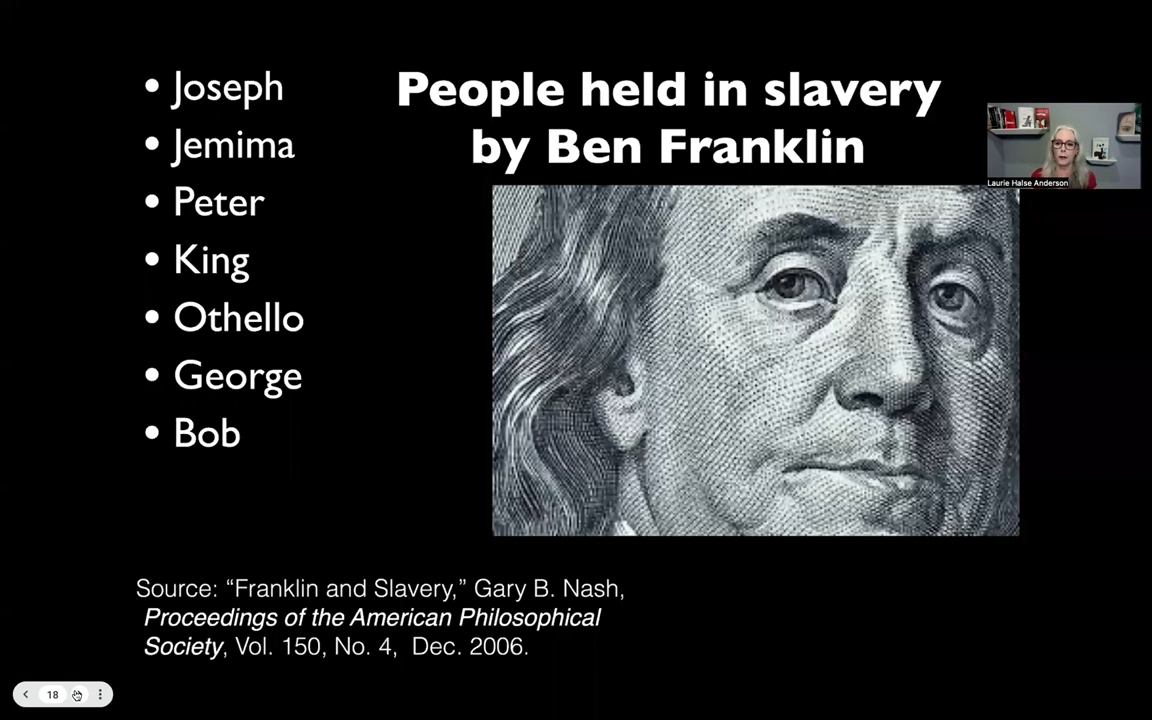 People held in slavery
by Ben Franklin
• Joseph
• Jemima
• Peter
• King
• Othello
• George
• Bob
Laurie Halse Anderson
Source: “Franklin and Slavery,” Gary B. Nash,
Proceedings of the American Philosophical
Society, Vol. 150, No. 4, Dec. 2006.
18